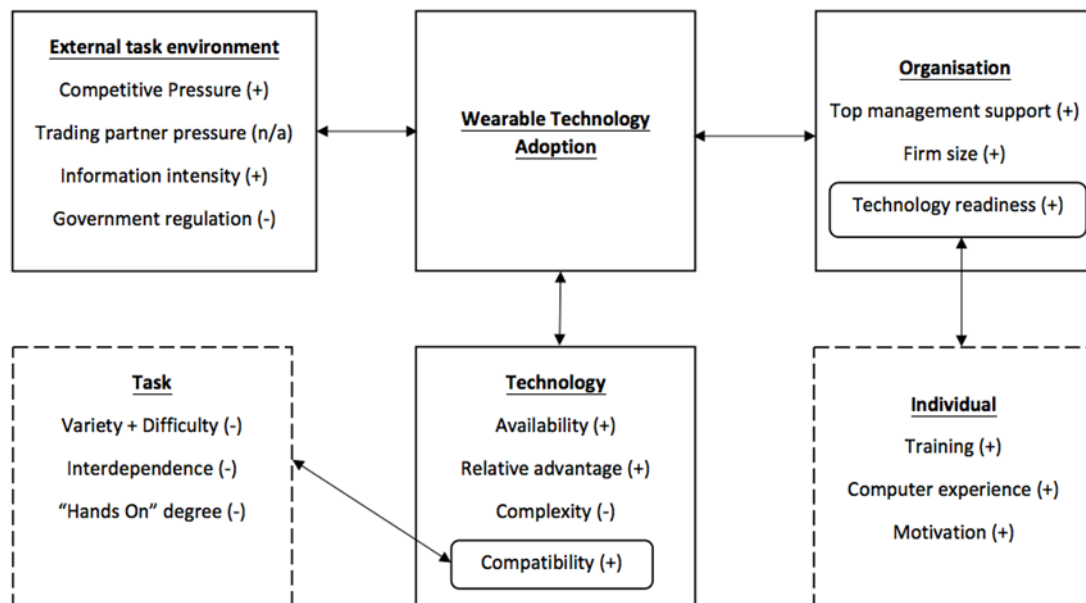 External task environment
Competitive Pressure (+)
Trading partner pressure (n/a)
Information intensity (+)
Government regulation (-)
Wearable Technology
Adoption
Organisation
Top management support (+)
Firm size (+)
Technology readiness (+)
Task
Variety + Difficulty (-)
Interdependence (-)
“Hands On” degree (-)
Technology
Availability (+)
Relative advantage (+)
Complexity (-)
Compatibility (+)
Individual
Training (+)
Computer experience (+)
Motivation (+)